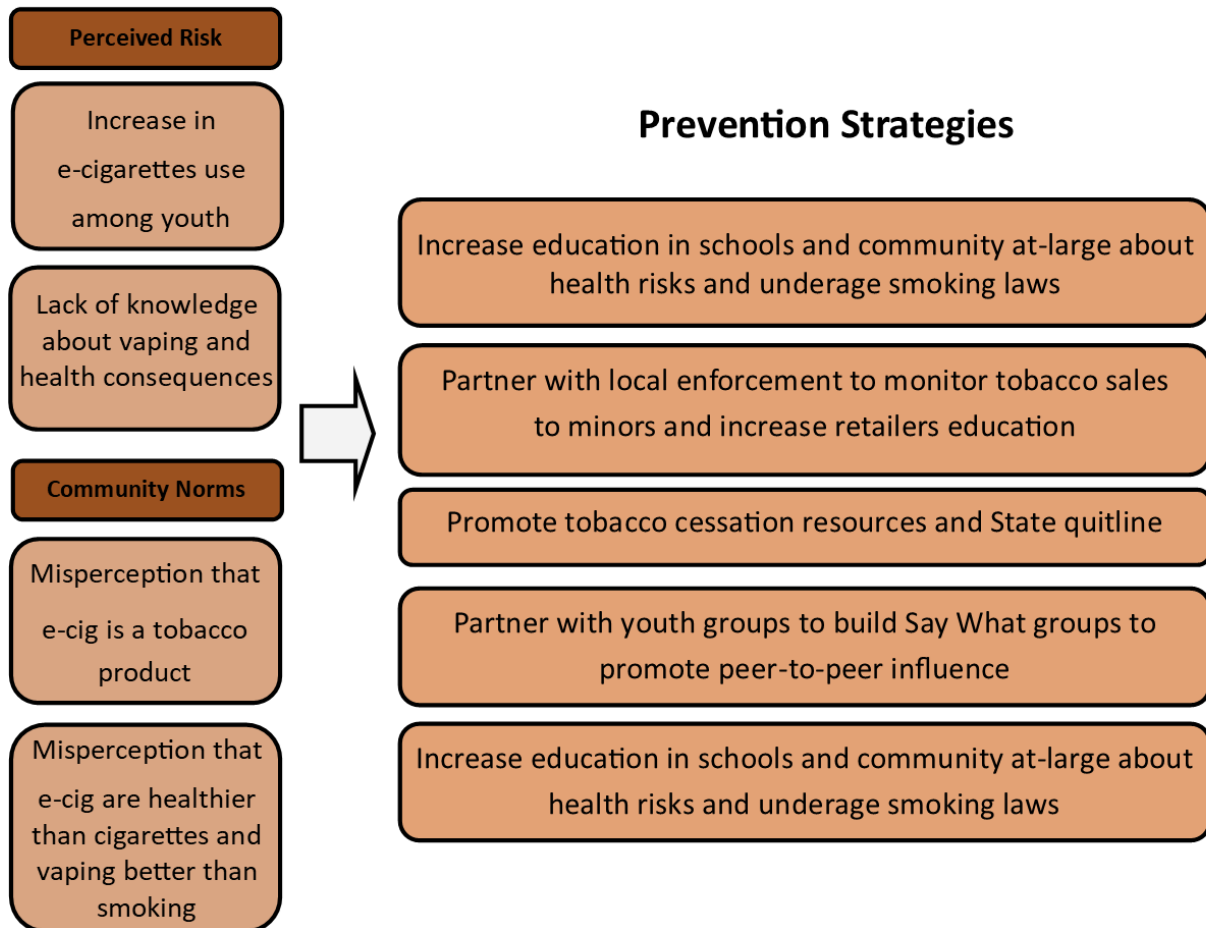 Perceived Risk
Increase in
e-cigarettes use
among youth
Lack of knowledge
about vaping and
health consequences
Community Norms
Misperception that
e-cig is a tobacco
product
Misperception that
e-cig are healthier
than cigarettes and
vaping better than
smoking
Prevention Strategies
Increase education in schools and community at-large about
health risks and underage smoking laws
Partner with local enforcement to monitor tobacco sales
to minors and increase retailers education
Promote tobacco cessation resources and State quitline
Partner with youth groups to build Say What groups to
promote peer-to-peer influence
Increase education in schools and community at-large about
health risks and underage smoking laws